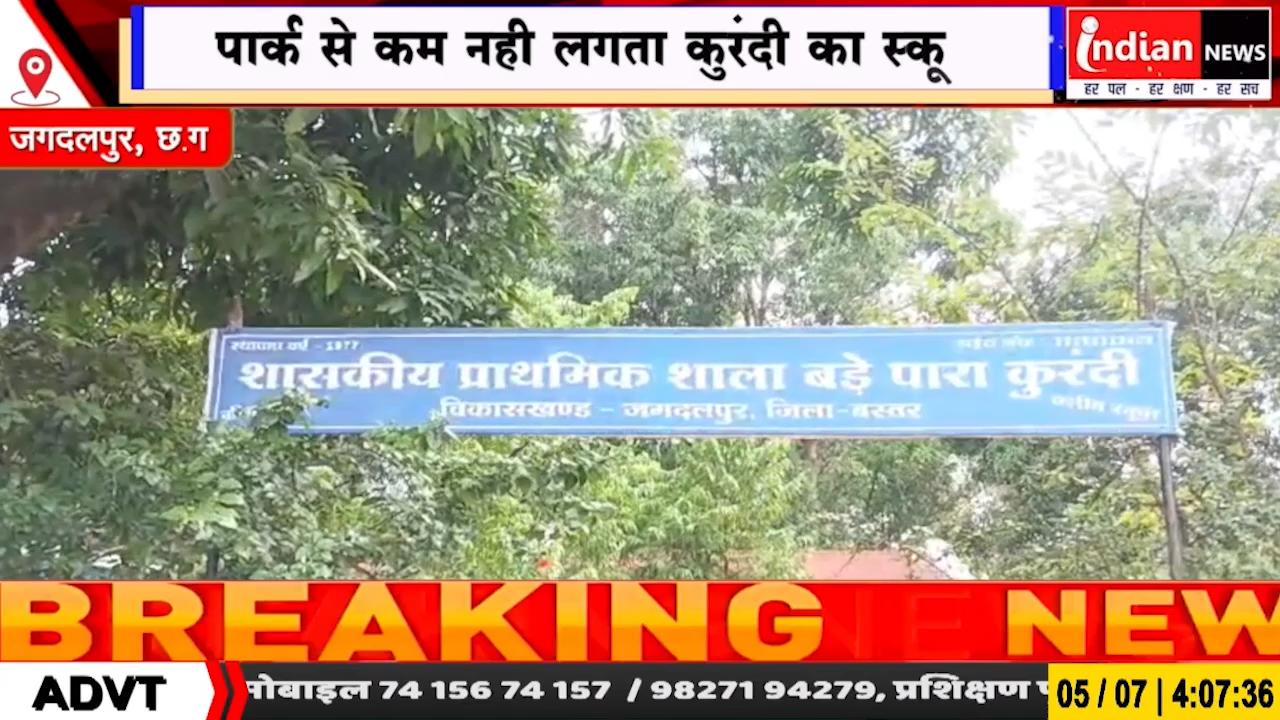 पार्क से कम नही लगता कुरंदी का स्कू
indian NEWS
हर पल - हर क्षण - हर सच
जगदलपुर, छ.ग
स्थापना वर्ष - 1977
शासकीय प्राथमिक शाला बड़े पारा कुरंदी
विकासखण्ड - जगदलपुर, जिला-बस्तर
BREAKING NEW
ADVT
मोबाइल 74 156 74 157 / 98271 94279, प्रशिक्षण
05 / 07 | 4:07:36